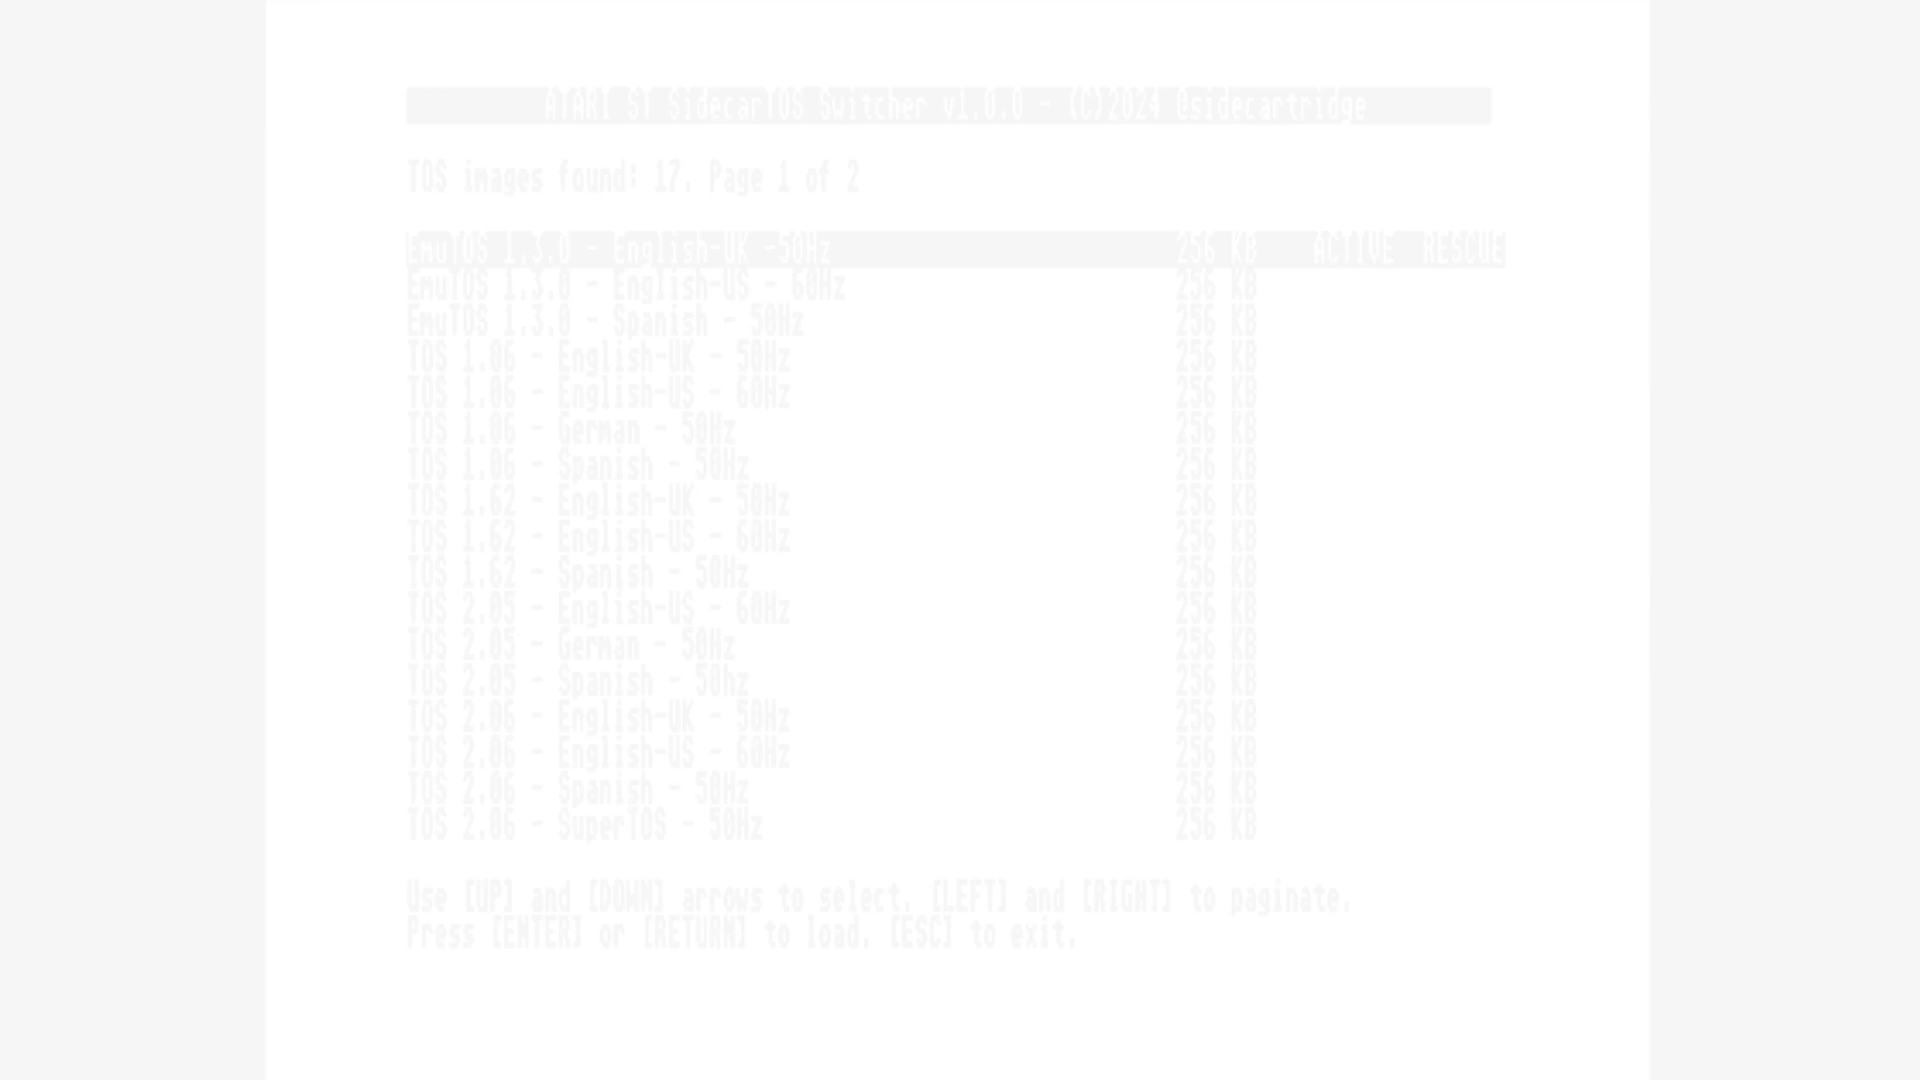 ATARI ST SidecarTOS Switcher v1.0.0 - (C)2024 @sidecartridge
TOS images found: 17. Page 1 of 2
EmuTOS 1.3.0 - English-UK -50Hz 256 KB ACTIVE RESCUE
EmuTOS 1.3.0 - English-US - 60Hz 256 KB
EmuTOS 1.3.0 - Spanish - 50Hz 256 KB
TOS 1.06 - English-UK - 50Hz 256 KB
TOS 1.06 - English-US - 60Hz 256 KB
TOS 1.06 - German - 50Hz 256 KB
TOS 1.06 - Spanish - 50Hz 256 KB
TOS 1.62 - English-UK - 50Hz 256 KB
TOS 1.62 - English-US - 60Hz 256 KB
TOS 1.62 - Spanish - 50Hz 256 KB
TOS 2.05 - English-US - 60Hz 256 KB
TOS 2.05 - German - 50Hz 256 KB
TOS 2.05 - Spanish - 50hz 256 KB
TOS 2.06 - English-UK - 50Hz 256 KB
TOS 2.06 - English-US - 60Hz 256 KB
TOS 2.06 - Spanish - 50Hz 256 KB
TOS 2.06 - SuperTOS - 50Hz 256 KB
Use [UP] and [DOWN] arrows to select. [LEFT] and [RIGHT] to paginate.
Press [ENTER] or [RETURN] to load. [ESC] to exit.